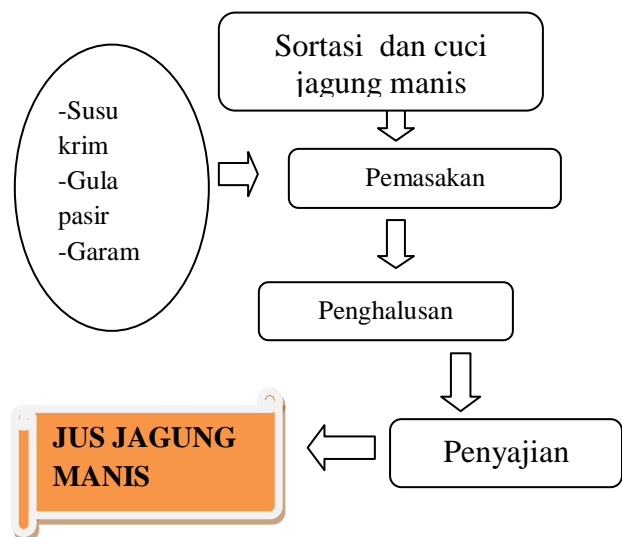 Sortasi  dan cuci
jagung manis
-Susu
krim
-Gula
pasir
-Garam
Pemasakan
Penghalusan
Penyajian
JUS JAGUNG
MANIS